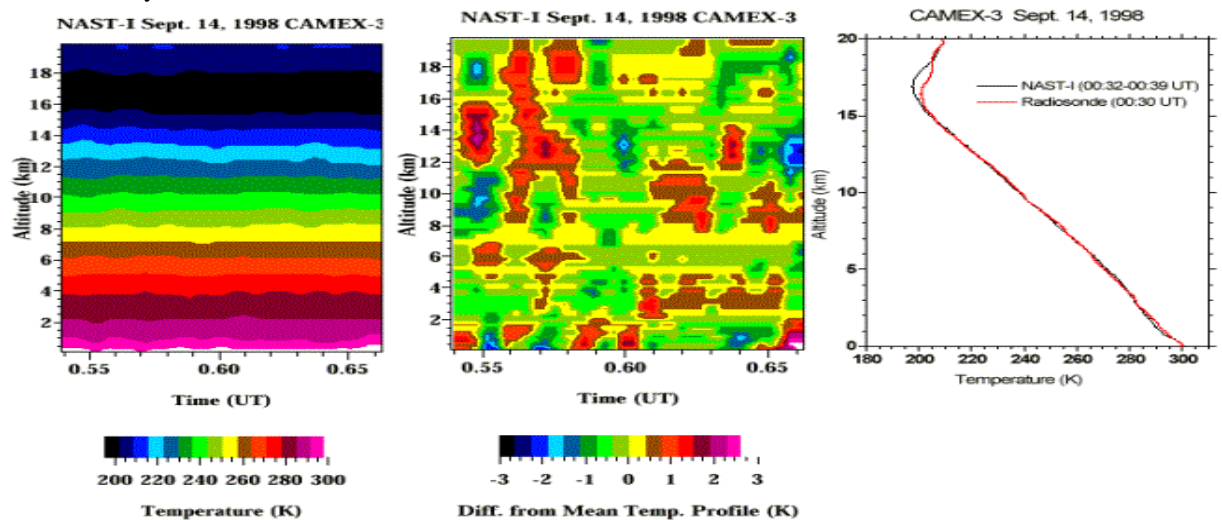 NAST-I Sept. 14, 1998 CAMEX-3
18
16
14
12
10
8
6
4
2
Altitude (km)
0.55 0.60 0.65
Time (UT)
200 220 240 260 280 300
Temperature (K)
NAST-I Sept. 14, 1998 CAMEX-3
18
16
14
12
10
8
6
4
2
Altitude (km)
0.55 0.60 0.65
Time (UT)
-3 -2 -1 0 1 2 3
Diff. from Mean Temp. Profile (K)
CAMEX-3 Sept. 14, 1998
20
15
10
5
0
Altitude (km)
NAST-I (00:32-00:39 UT)
Radiosonde (00:30 UT)
180 200 220 240 260 280 300
Temperature (K)